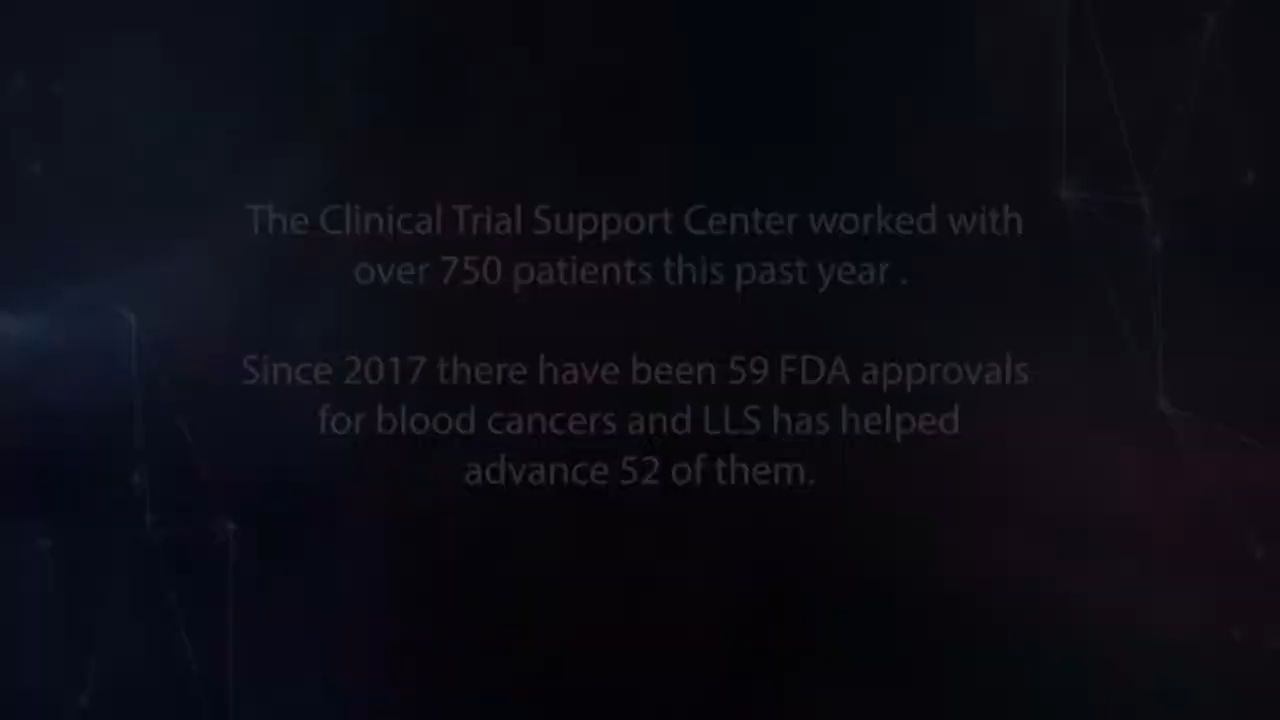 The Clinical Trial Support Center worked with
over 750 patients this past year .
Since 2017 there have been 59 FDA approvals
for blood cancers and LLS has helped
advance 52 of them.